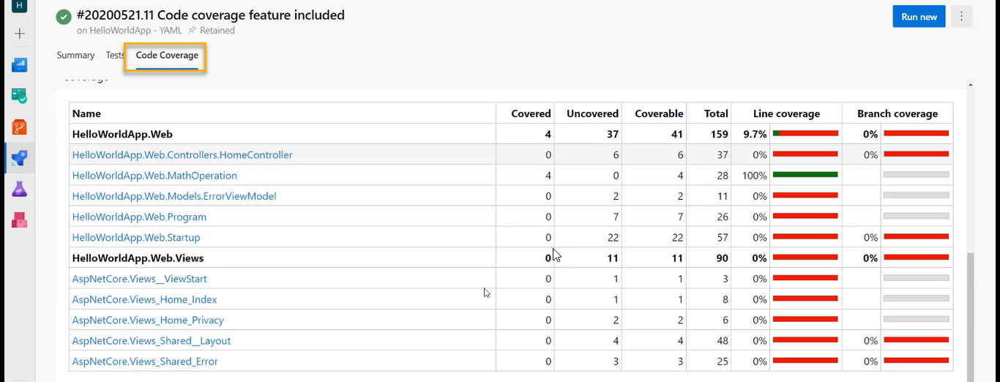 H
#20200521.11 Code coverage feature included
on HelloWorldApp - YAML Retained
Run new
Summary Tests Code Coverage
Coverage
Name Covered Uncovered Coverable Total Line coverage Branch coverage
HelloWorldApp.Web 4 37 41 159 9.7% 0%
HelloWorldApp.Web.Controllers.HomeController 0 6 6 37 0% 0%
HelloWorldApp.Web.MathOperation 4 0 4 28 100%
HelloWorldApp.Web.Models.ErrorViewModel 0 2 2 11 0%
HelloWorldApp.Web.Program 0 7 7 26 0%
HelloWorldApp.Web.Startup 0 22 22 57 0% 0%
HelloWorldApp.Web.Views 0 11 11 90 0% 0%
AspNetCore.Views__ViewStart 0 1 1 3 0%
AspNetCore.Views_Home_Index 0 1 1 8 0%
AspNetCore.Views_Home_Privacy 0 2 2 6 0%
AspNetCore.Views_Shared__Layout 0 4 4 48 0% 0%
AspNetCore.Views_Shared_Error 0 3 3 25 0% 0%